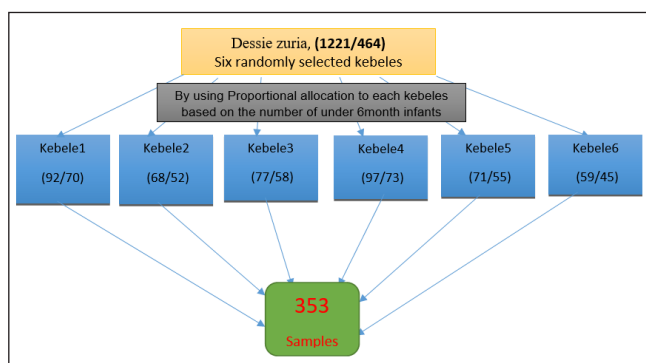 Dessie zuria, (1221/464)
Six randomly selected kebeles
By using Proportional allocation to each kebeles
based on the number of under 6month infants
Kebele1
(92/70)
Kebele2
(68/52)
Kebele3
(77/58)
Kebele4
(97/73)
Kebele5
(71/55)
Kebele6
(59/45)
353
Samples